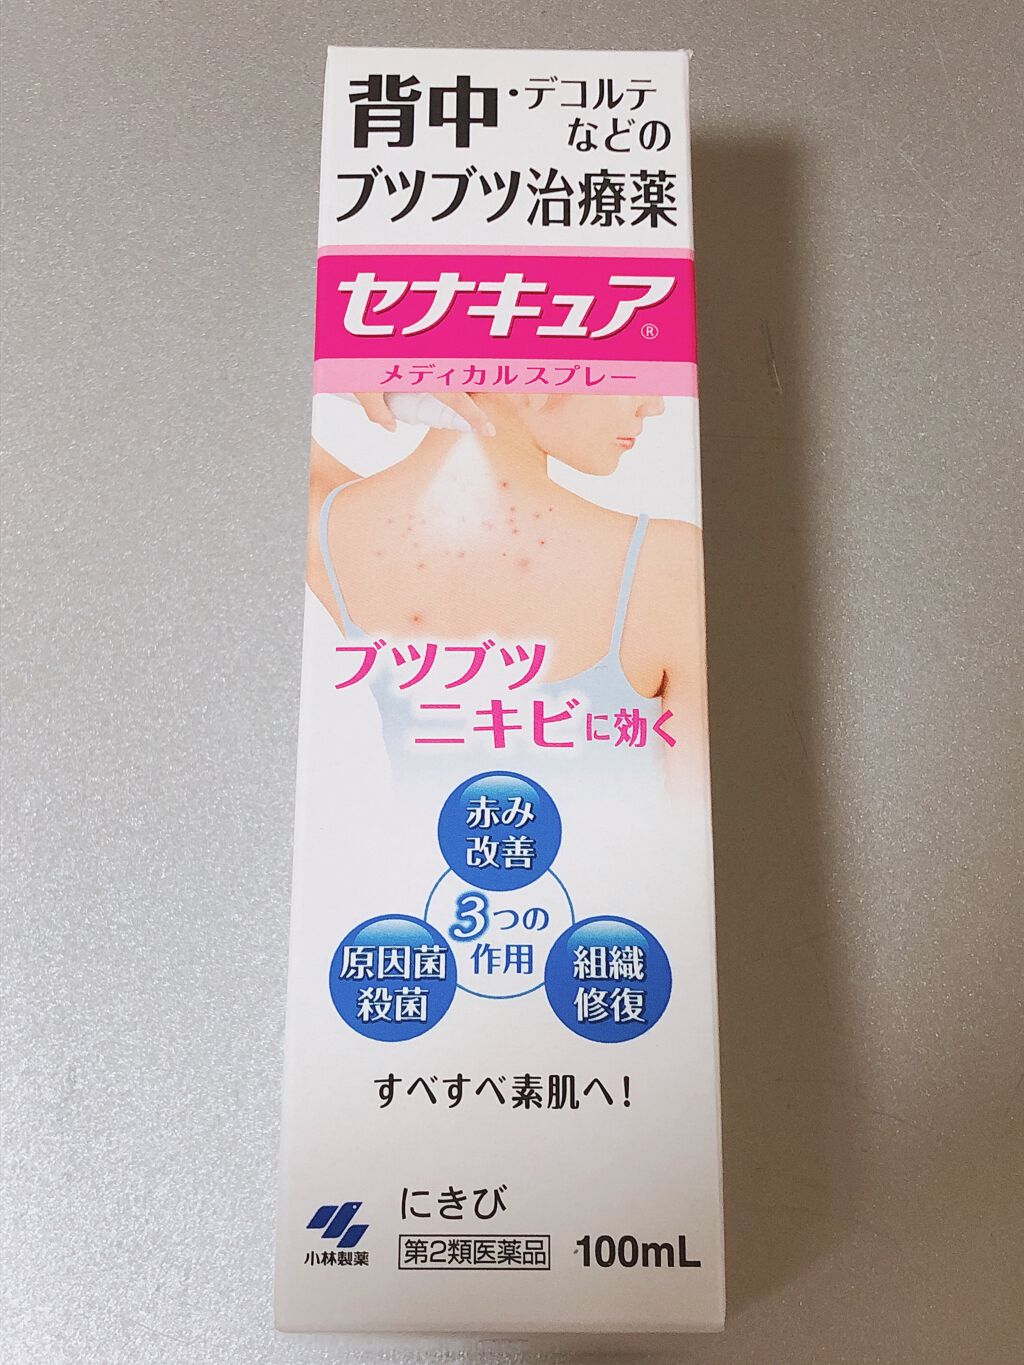 背中・デコルテ
などの
ブツブツ治療薬
セナキュア®
メディカルスプレー
ブツブツ
ニキビに効く
赤み
改善
3つの
作用
原因菌
殺菌
組織
修復
すべすべ素肌へ!
にきび
小林製薬
第2類医薬品
100mL